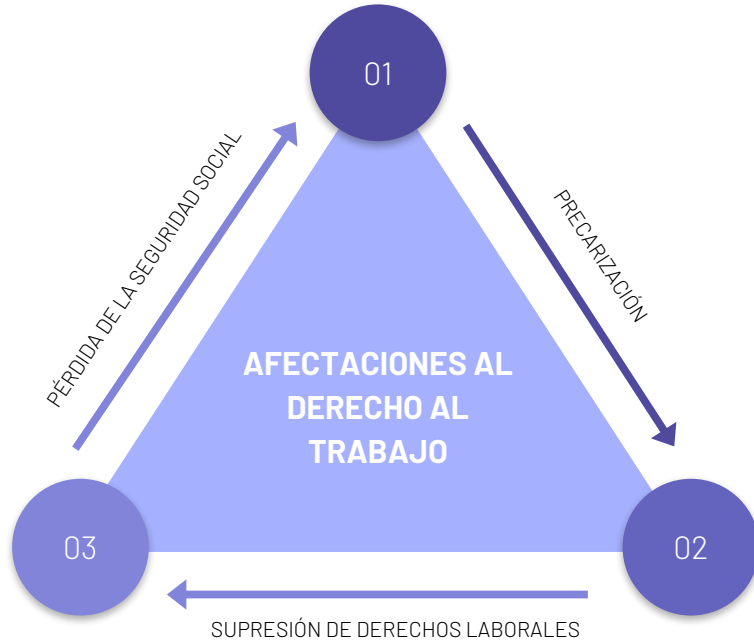 01
PÉRDIDA DE LA SEGURIDAD SOCIAL
PRECARIZACIÓN
AFECTACIONES AL
DERECHO AL
TRABAJO
03
02
SUPRESIÓN DE DERECHOS LABORALES